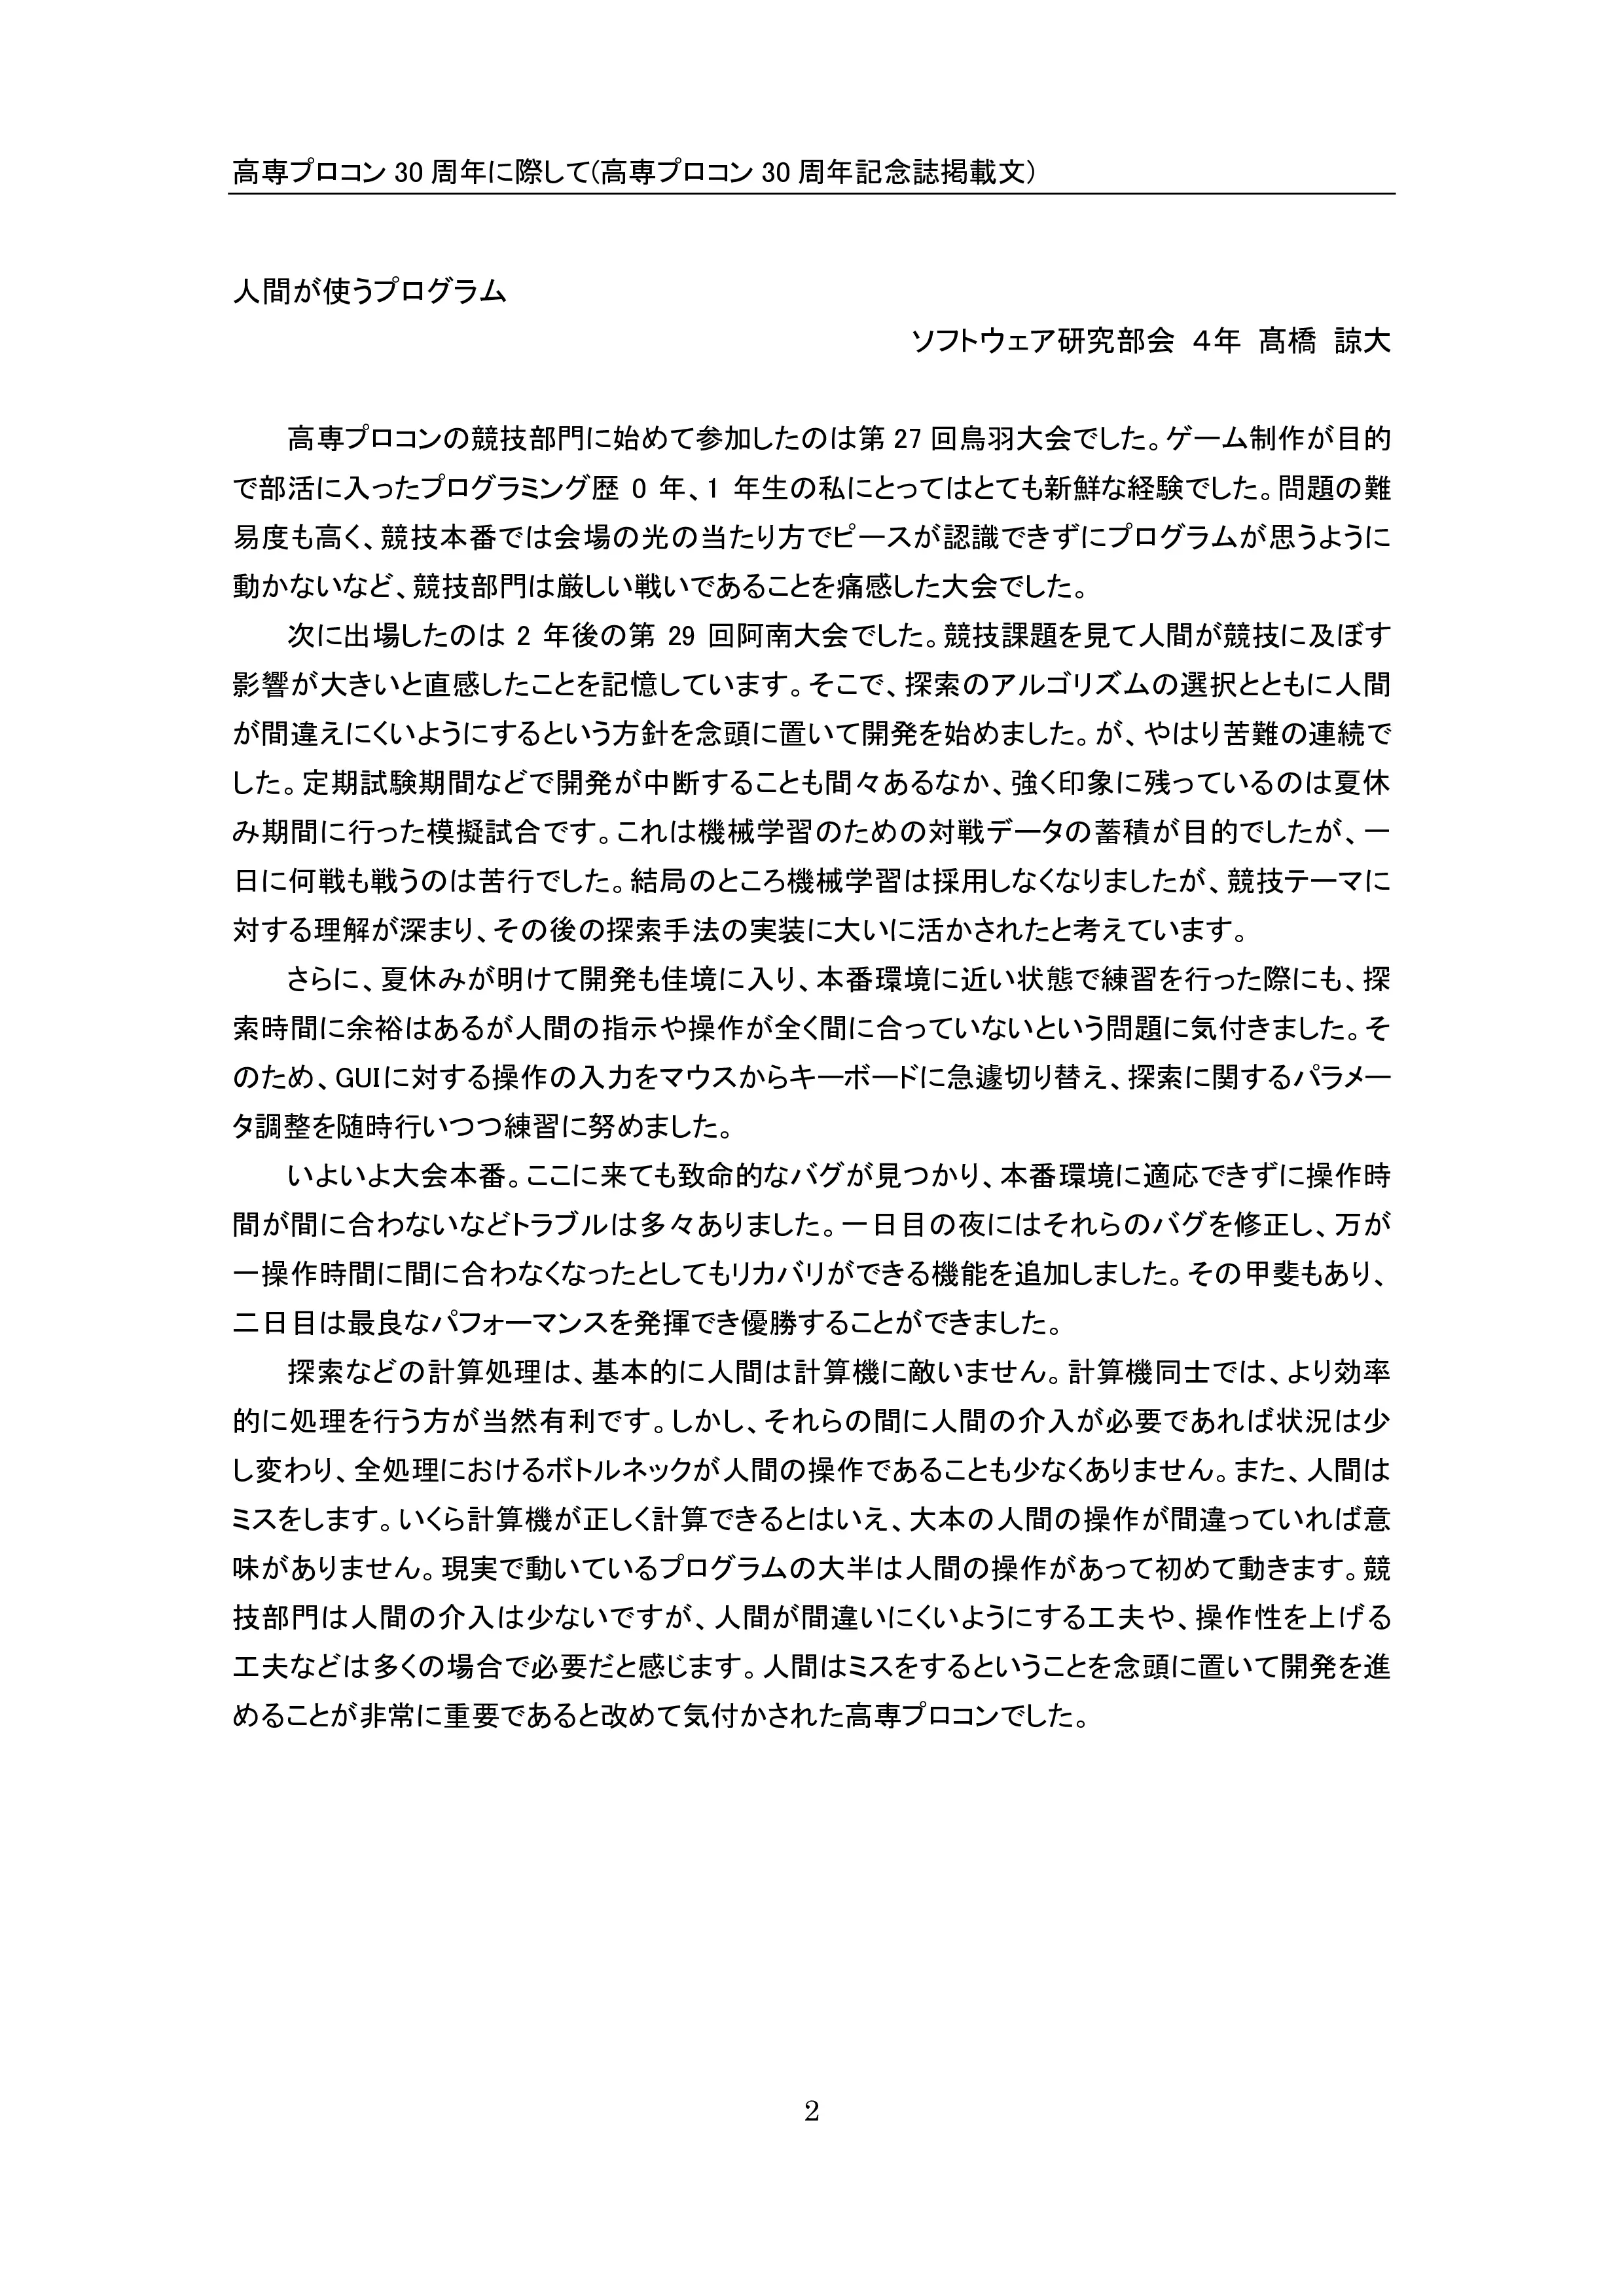 高専プロコン 30 周年に際して(高専プロコン 30 周年記念誌掲載文)
人間が使うプログラム
ソフトウェア研究部会 4年 髙橋 諒大
高専プロコンの競技部門に始めて参加したのは第 27 回鳥羽大会でした。ゲーム制作が目的
で部活に入ったプログラミング歴 0 年、1 年生の私にとってはとても新鮮な経験でした。問題の難
易度も高く、競技本番では会場の光の当たり方でピースが認識できずにプログラムが思うように
動かないなど、競技部門は厳しい戦いであることを痛感した大会でした。
次に出場したのは 2 年後の第 29 回阿南大会でした。競技課題を見て人間が競技に及ぼす
影響が大きいと直感したことを記憶しています。そこで、探索のアルゴリズムの選択とともに人間
が間違えにくいようにするという方針を念頭に置いて開発を始めました。が、やはり苦難の連続で
した。定期試験期間などで開発が中断することも間々あるなか、強く印象に残っているのは夏休
み期間に行った模擬試合です。これは機械学習のための対戦データの蓄積が目的でしたが、一
日に何戦も戦うのは苦行でした。結局のところ機械学習は採用しなくなりましたが、競技テーマに
対する理解が深まり、その後の探索手法の実装に大いに活かされたと考えています。
さらに、夏休みが明けて開発も佳境に入り、本番環境に近い状態で練習を行った際にも、探
索時間に余裕はあるが人間の指示や操作が全く間に合っていないという問題に気付きました。そ
のため、GUIに対する操作の入力をマウスからキーボードに急遽切り替え、探索に関するパラメー
タ調整を随時行いつつ練習に努めました。
いよいよ大会本番。ここに来ても致命的なバグが見つかり、本番環境に適応できずに操作時
間が間に合わないなどトラブルは多々ありました。一日目の夜にはそれらのバグを修正し、万が
一操作時間に間に合わなくなったとしてもリカバリができる機能を追加しました。その甲斐もあり、
二日目は最良なパフォーマンスを発揮でき優勝することができました。
探索などの計算処理は、基本的に人間は計算機に敵いません。計算機同士では、より効率
的に処理を行う方が当然有利です。しかし、それらの間に人間の介入が必要であれば状況は少
し変わり、全処理におけるボトルネックが人間の操作であることも少なくありません。また、人間は
ミスをします。いくら計算機が正しく計算できるとはいえ、大本の人間の操作が間違っていれば意
味がありません。現実で動いているプログラムの大半は人間の操作があって初めて動きます。競
技部門は人間の介入は少ないですが、人間が間違いにくいようにする工夫や、操作性を上げる
工夫などは多くの場合で必要だと感じます。人間はミスをするということを念頭に置いて開発を進
めることが非常に重要であると改めて気付かされた高専プロコンでした。
2